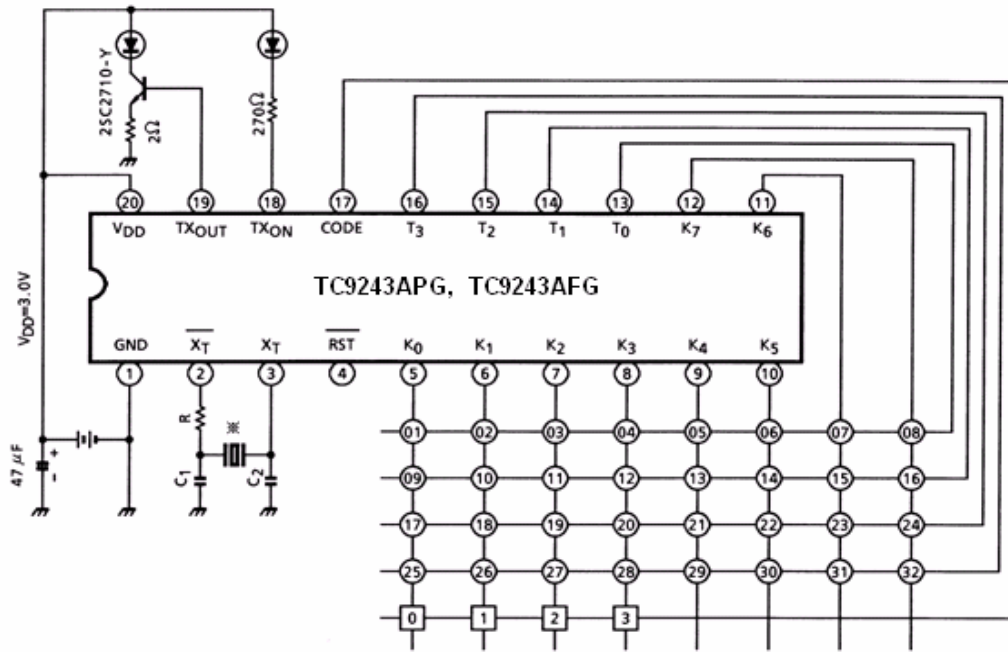 2SC2710-Y
2Ω
270Ω
20 19 18 17 16 15 14 13 12 11
VDD TXOUT TXON CODE T3 T2 T1 T0 K7 K6
TC9243APG, TC9243AFG
VDD=3.0V
GND XT XT RST K0 K1 K2 K3 K4 K5
1 2 3 4 5 6 7 8 9 10
R ※
47 μF + - C1 C2
01 02 03 04 05 06 07 08
09 10 11 12 13 14 15 16
17 18 19 20 21 22 23 24
25 26 27 28 29 30 31 32
0 1 2 3